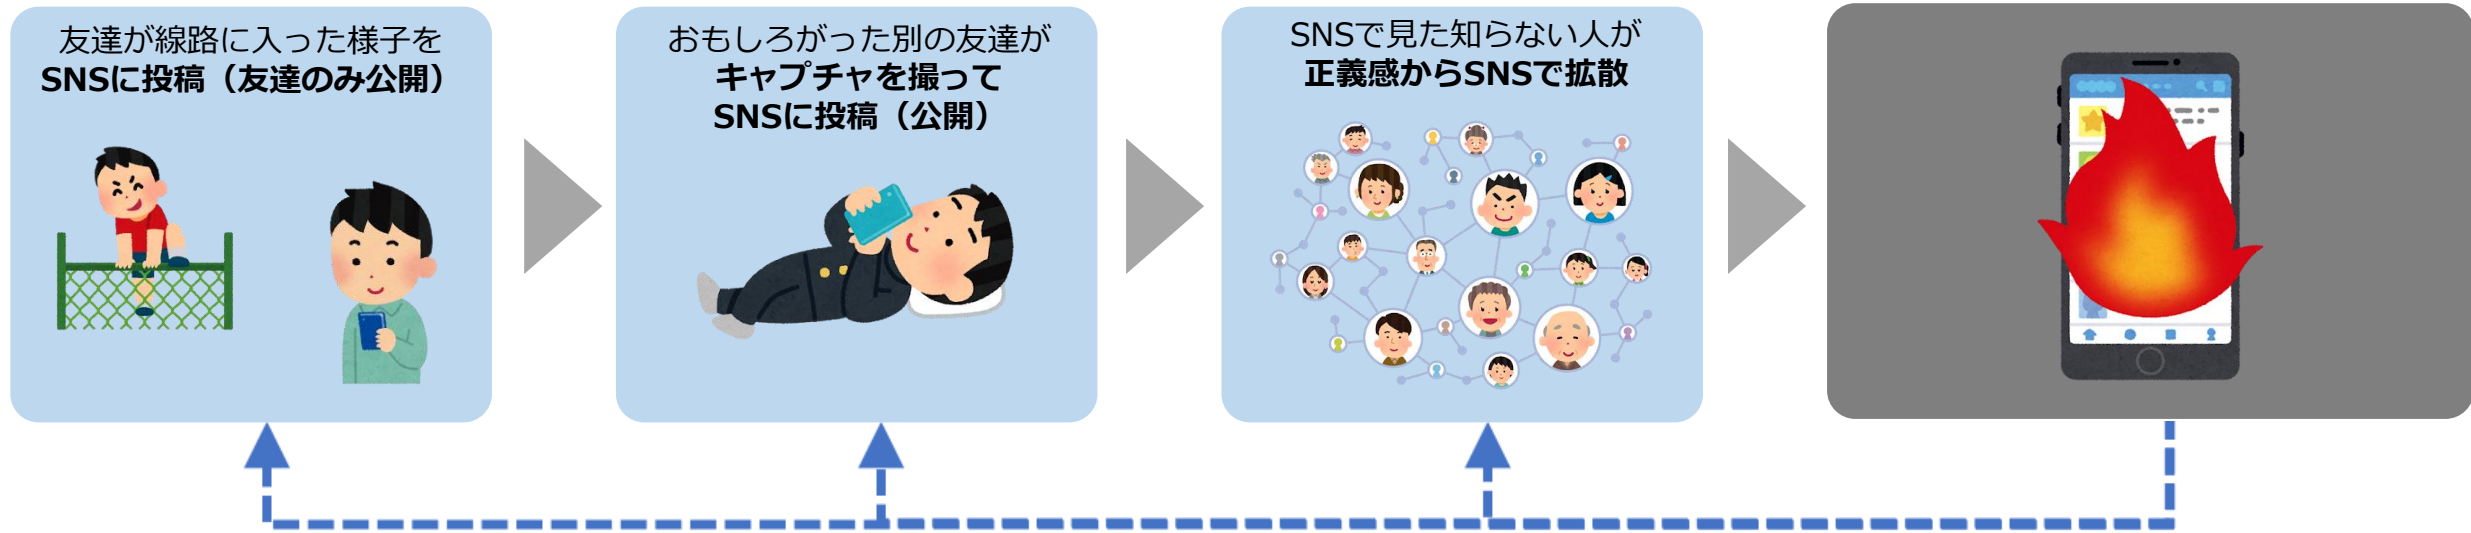 友達が線路に入った様子を
SNSに投稿（友達のみ公開）
おもしろがった別の友達が
キャプチャを撮って
SNSに投稿（公開）
SNSで見た知らない人が
正義感からSNSで拡散